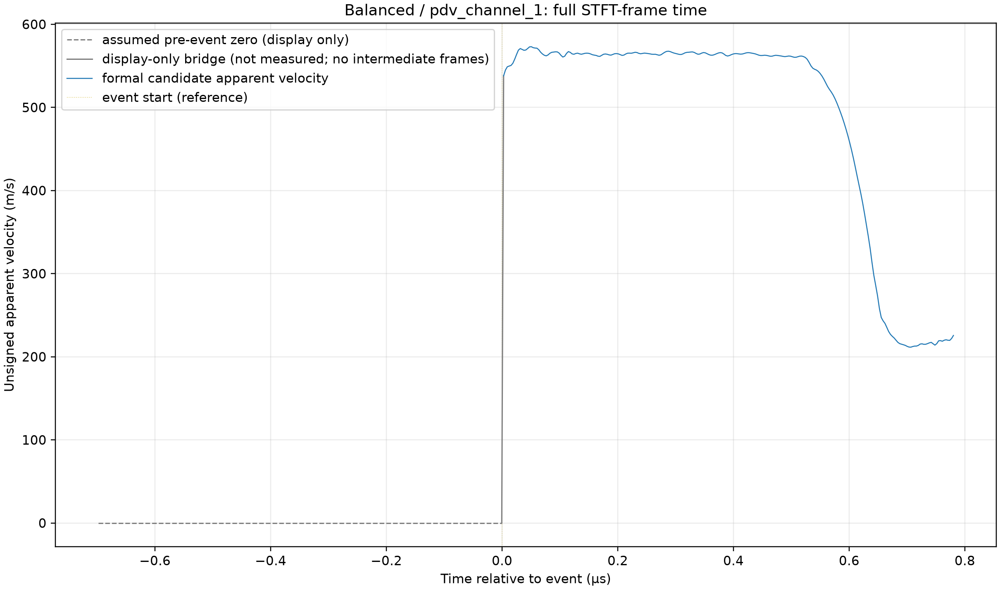 Balanced / pdv_channel_1: full STFT-frame time
600
500
400
300
200
100
0
Unsigned apparent velocity (m/s)
assumed pre-event zero (display only)
display-only bridge (not measured; no intermediate frames)
formal candidate apparent velocity
event start (reference)
−0.6
−0.4
−0.2
0.0
0.2
0.4
0.6
0.8
Time relative to event (μs)